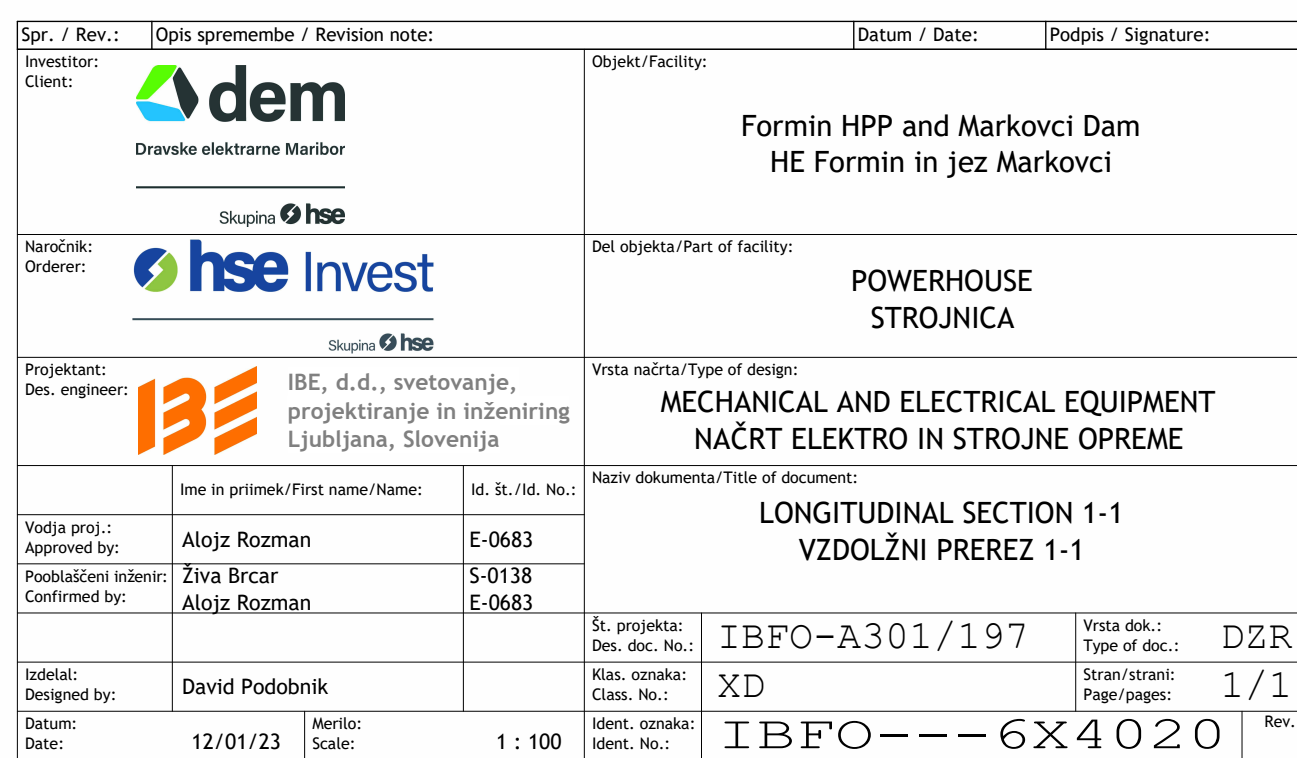 Spr. / Rev.: Opis spremembe / Revision note: Datum / Date: Podpis / Signature:
Investitor:
Client:
dem
Dravske elektrarne Maribor
Skupina hse
Objekt/Facility:
Formin HPP and Markovci Dam
HE Formin in jez Markovci
Naročnik:
Orderer:
hse Invest
Skupina hse
Del objekta/Part of facility:
POWERHOUSE
STROJNICA
Projektant:
Des. engineer:
IBE
IBE, d.d., svetovanje,
projektiranje in inženiring
Ljubljana, Slovenija
Vrsta načrta/Type of design:
MECHANICAL AND ELECTRICAL EQUIPMENT
NAČRT ELEKTRO IN STROJNE OPREME
Ime in priimek/First name/Name: Id. št./Id. No.:
Naziv dokumenta/Title of document:
LONGITUDINAL SECTION 1-1
VZDOLŽNI PREREZ 1-1
Vodja proj.:
Approved by:
Alojz Rozman E-0683
Pooblaščeni inženir:
Confirmed by:
Živa Brcar S-0138
Alojz Rozman E-0683
Št. projekta:
Des. doc. No.:
IBFO-A301/197
Vrsta dok.:
Type of doc.:
DZR
Izdelal:
Designed by:
David Podobnik
Klas. oznaka:
Class. No.:
XD
Stran/strani:
Page/pages:
1/1
Datum:
Date:
12/01/23
Merilo:
Scale:
1 : 100
Ident. oznaka:
Ident. No.:
IBFO---6X4020
Rev.